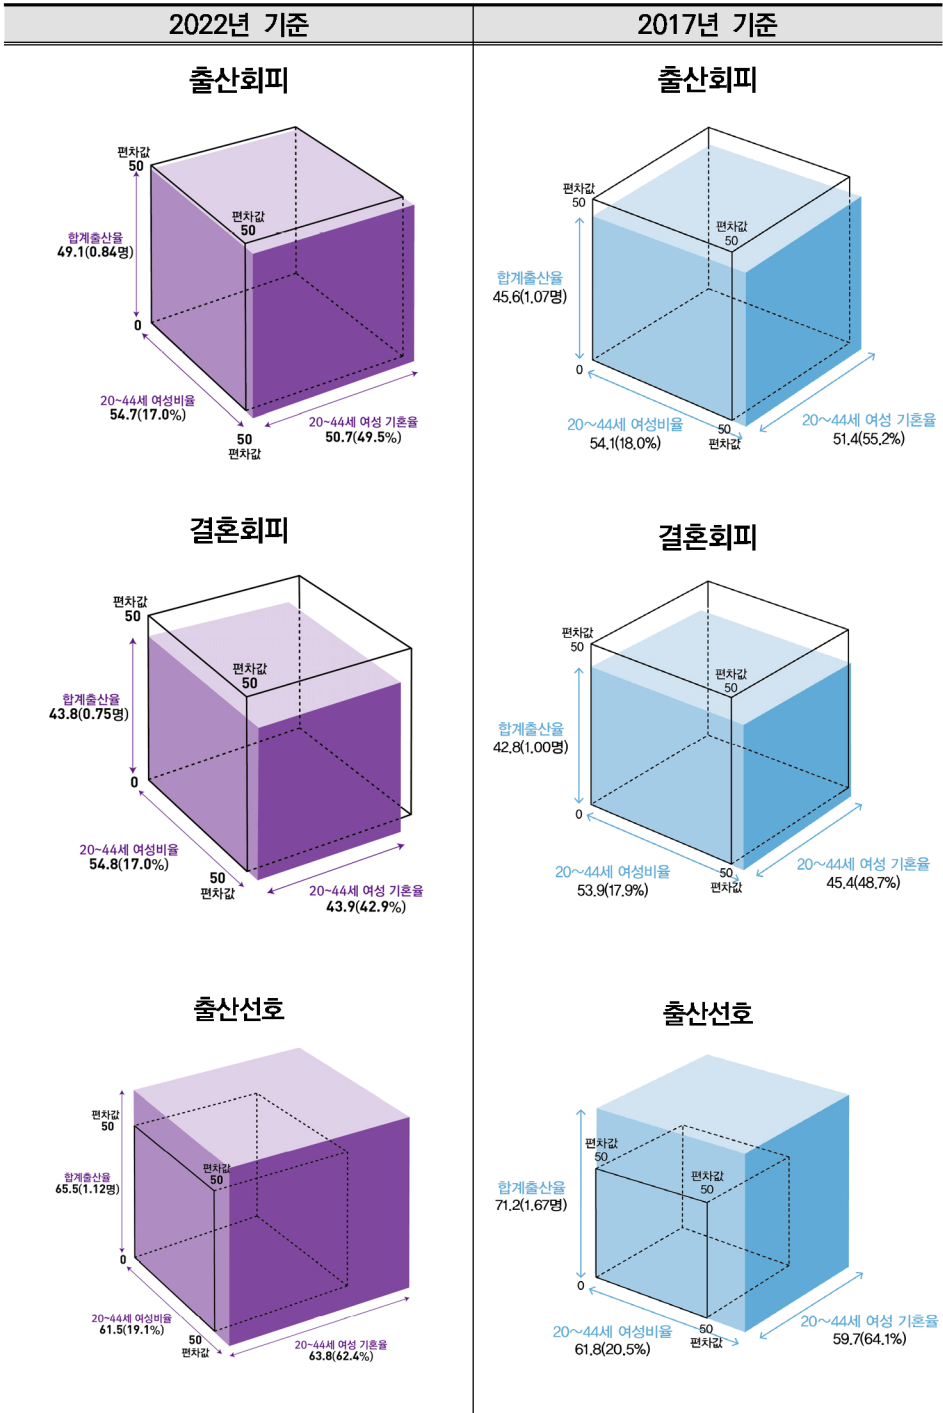 2022년 기준
2017년 기준
출산회피
편차값
50
편차값
50
합계출산율
49.1(0.84명)
0
20~44세 여성비율
54.7(17.0%)
50
편차값
20~44세 여성 기혼율
50.7(49.5%)
출산회피
편차값
50
편차값
50
합계출산율
45.6(1.07명)
0
20~44세 여성비율
54.1(18.0%)
50
편차값
20~44세 여성 기혼율
51.4(55.2%)
결혼회피
편차값
50
편차값
50
합계출산율
43.8(0.75명)
0
20~44세 여성비율
54.8(17.0%)
50
편차값
20~44세 여성 기혼율
43.9(42.9%)
결혼회피
편차값
50
편차값
50
합계출산율
42.8(1.00명)
0
20~44세 여성비율
53.9(17.9%)
50
편차값
20~44세 여성 기혼율
45.4(48.7%)
출산선호
편차값
50
편차값
50
합계출산율
65.5(1.12명)
0
20~44세 여성비율
61.5(19.1%)
50
편차값
20~44세 여성 기혼율
63.8(62.4%)
출산선호
편차값
50
편차값
50
합계출산율
71.2(1.67명)
0
20~44세 여성비율
61.8(20.5%)
50
편차값
20~44세 여성 기혼율
59.7(64.1%)